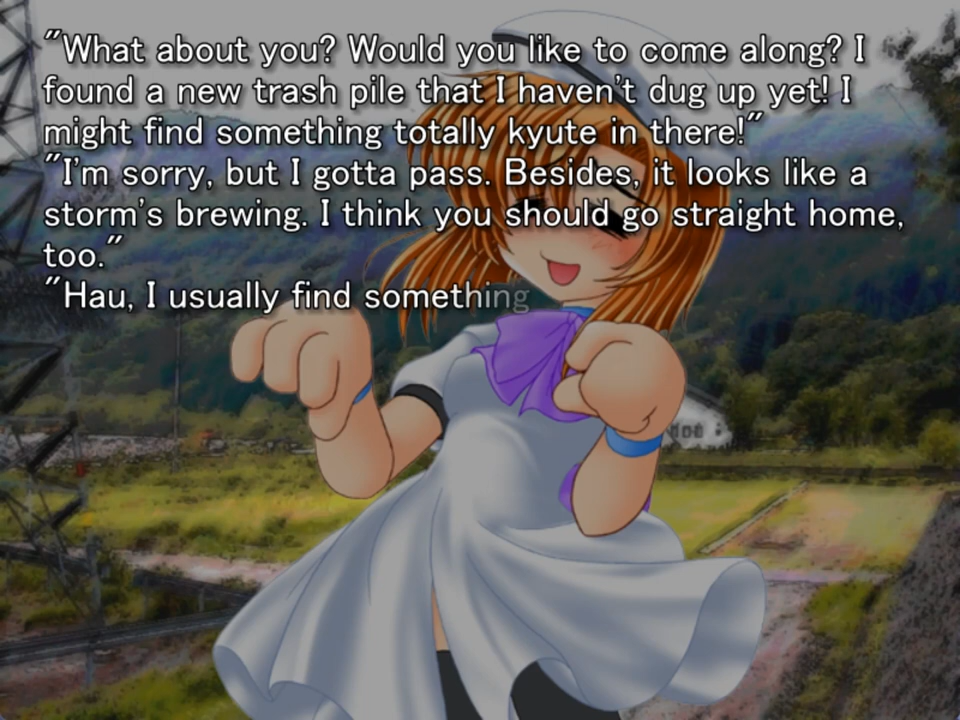 "What about you? Would you like to come along? I
found a new trash pile that I haven't dug up yet! I
might find something totally kyute in there!"
"I'm sorry, but I gotta pass. Besides, it looks like a
storm's brewing. I think you should go straight home,
too."
"Hau, I usually find something